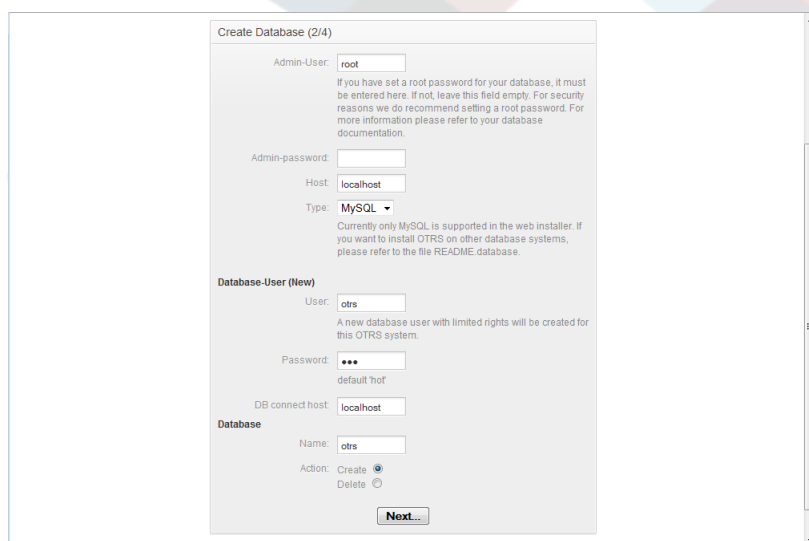 Create Database (2/4)
Admin-User: root
If you have set a root password for your database, it must
be entered here. If not, leave this field empty. For security
reasons we do recommend setting a root password. For
more information please refer to your database
documentation.
Admin-password:
Host: localhost
Type: MySQL
Currently only MySQL is supported in the web installer. If
you want to install OTRS on other database systems,
please refer to the file README.database.
Database-User (New)
User: otrs
A new database user with limited rights will be created for
this OTRS system.
Password: •••
default 'hot'
DB connect host: localhost
Database
Name: otrs
Action: Create
Delete
Next...